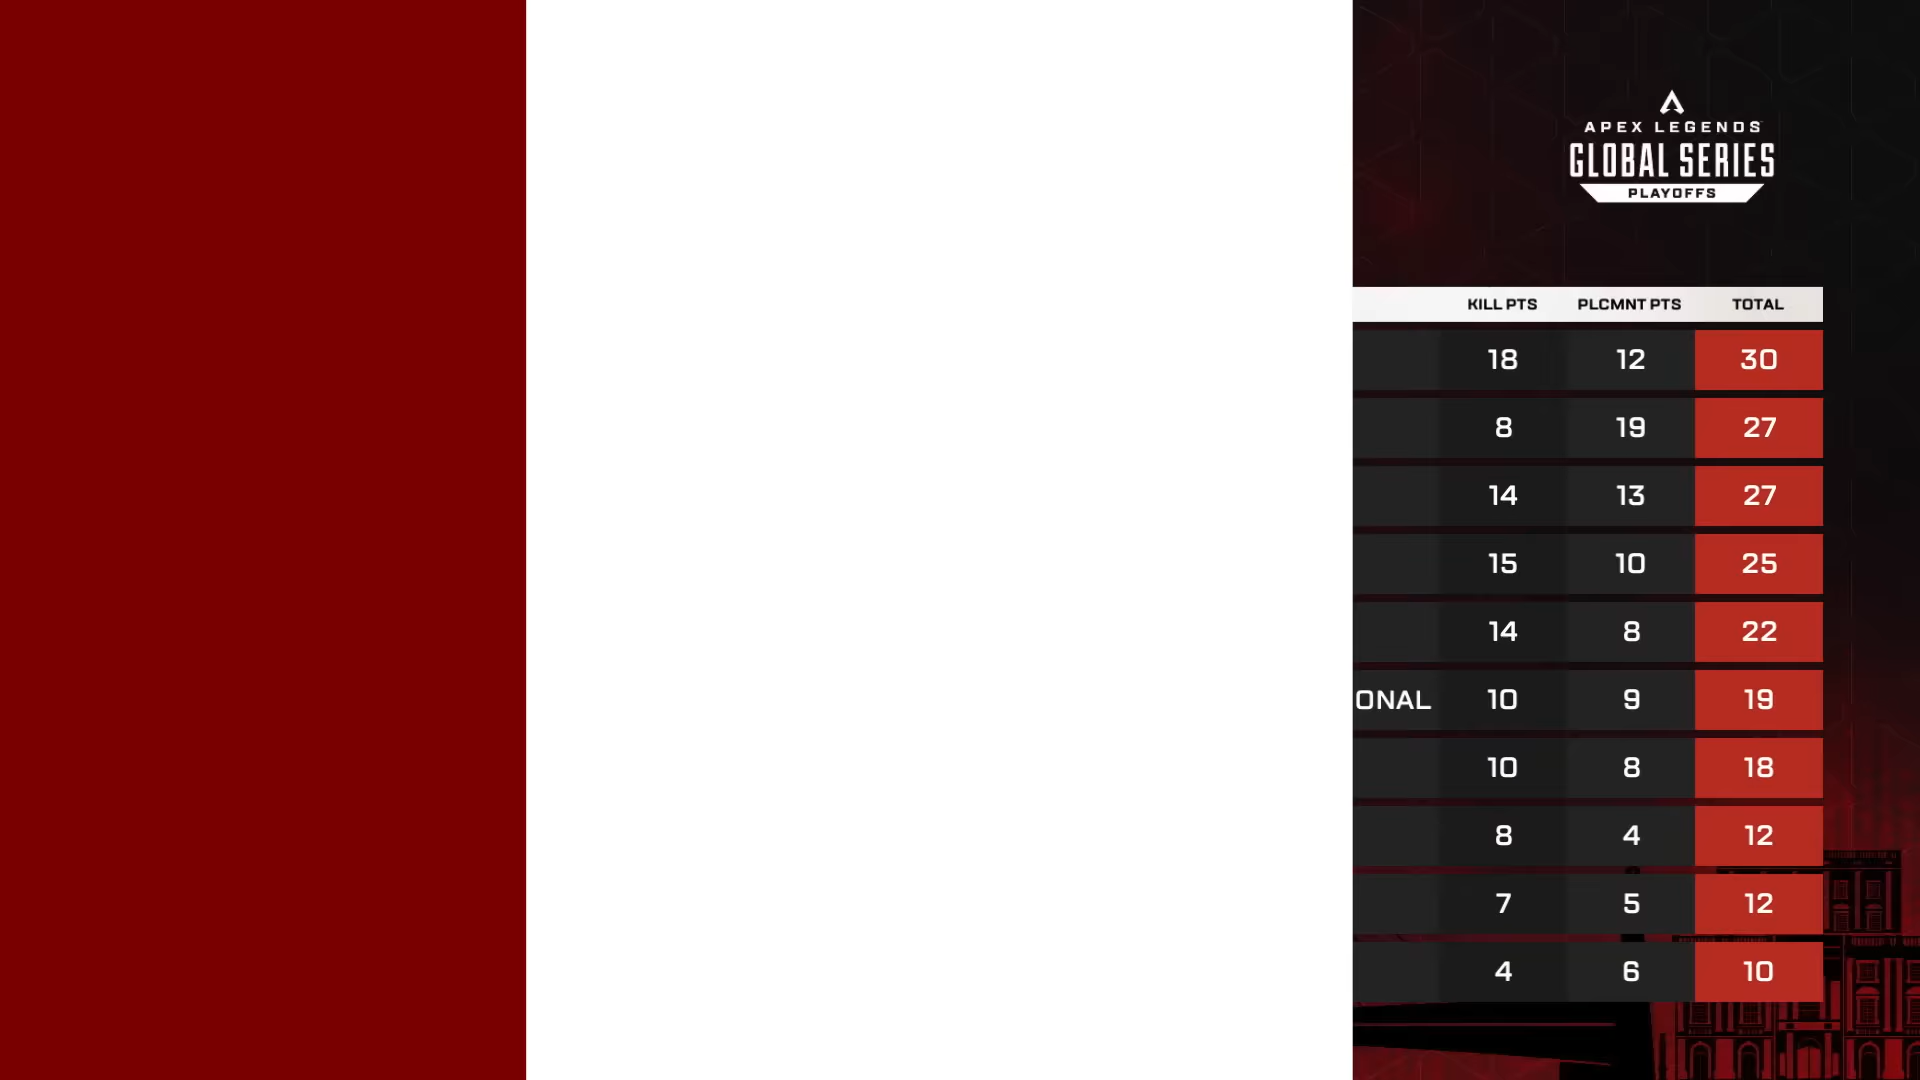 APEX LEGENDS
GLOBAL SERIES
PLAYOFFS
KILL PTS PLCMNT PTS TOTAL
18 12 30
8 19 27
14 13 27
15 10 25
14 8 22
ONAL 10 9 19
10 8 18
8 4 12
7 5 12
4 6 10